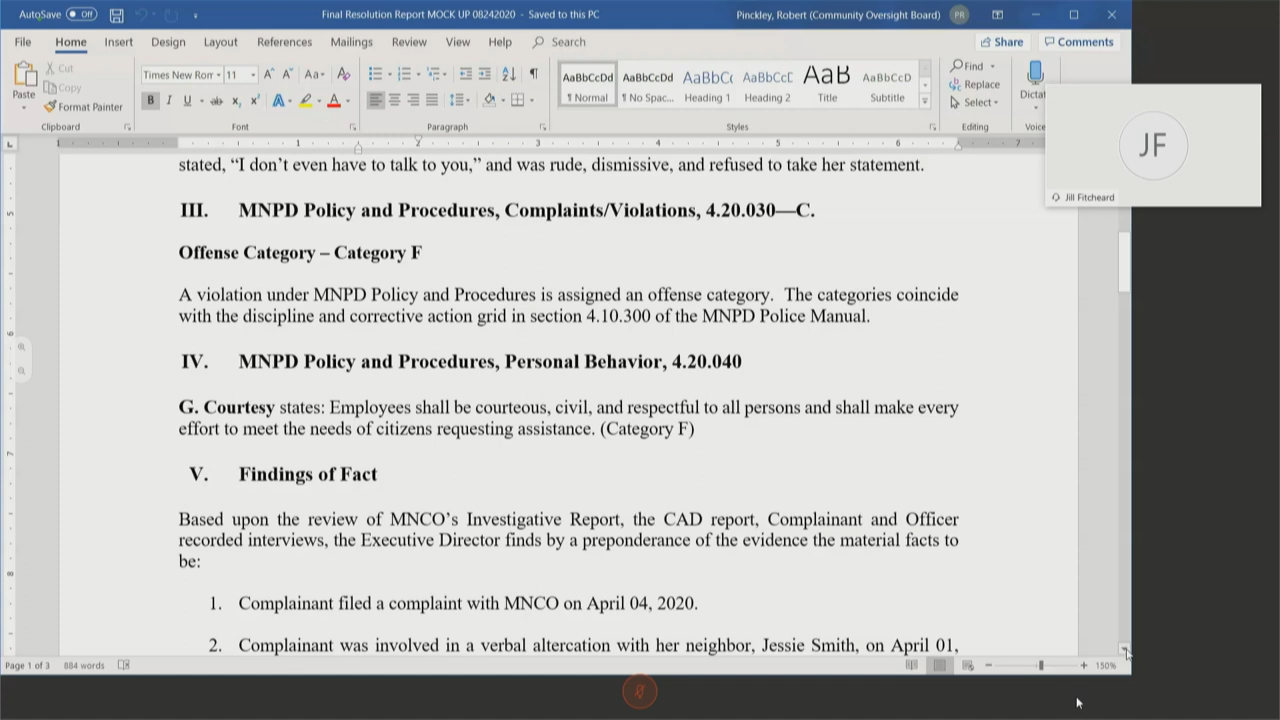 AutoSave Off
Final Resolution Report MOCK UP 08242020 - Saved to this PC
Pinckley, Robert (Community Oversight Board) PR
File Home Insert Design Layout References Mailings Review View Help Search
Share Comments
Paste
Cut
Copy
Format Painter
Clipboard
Times New Rom 11
Font
Paragraph
AaBbCcDd AaBbCcDd AaBbC( AaBbCcE AaB AaBbCcD
¶ Normal ¶ No Spac... Heading 1 Heading 2 Title Subtitle
Styles
Find
Replace
Select
Editing
Dictat
Voice
JF
Jill Fitcheard
stated, “I don’t even have to talk to you,” and was rude, dismissive, and refused to take her statement.
III. MNPD Policy and Procedures, Complaints/Violations, 4.20.030—C.
Offense Category – Category F
A violation under MNPD Policy and Procedures is assigned an offense category. The categories coincide
with the discipline and corrective action grid in section 4.10.300 of the MNPD Police Manual.
IV. MNPD Policy and Procedures, Personal Behavior, 4.20.040
G. Courtesy states: Employees shall be courteous, civil, and respectful to all persons and shall make every
effort to meet the needs of citizens requesting assistance. (Category F)
V. Findings of Fact
Based upon the review of MNCO’s Investigative Report, the CAD report, Complainant and Officer
recorded interviews, the Executive Director finds by a preponderance of the evidence the material facts to
be:
1. Complainant filed a complaint with MNCO on April 04, 2020.
2. Complainant was involved in a verbal altercation with her neighbor, Jessie Smith, on April 01,
Page 1 of 3 884 words
150%